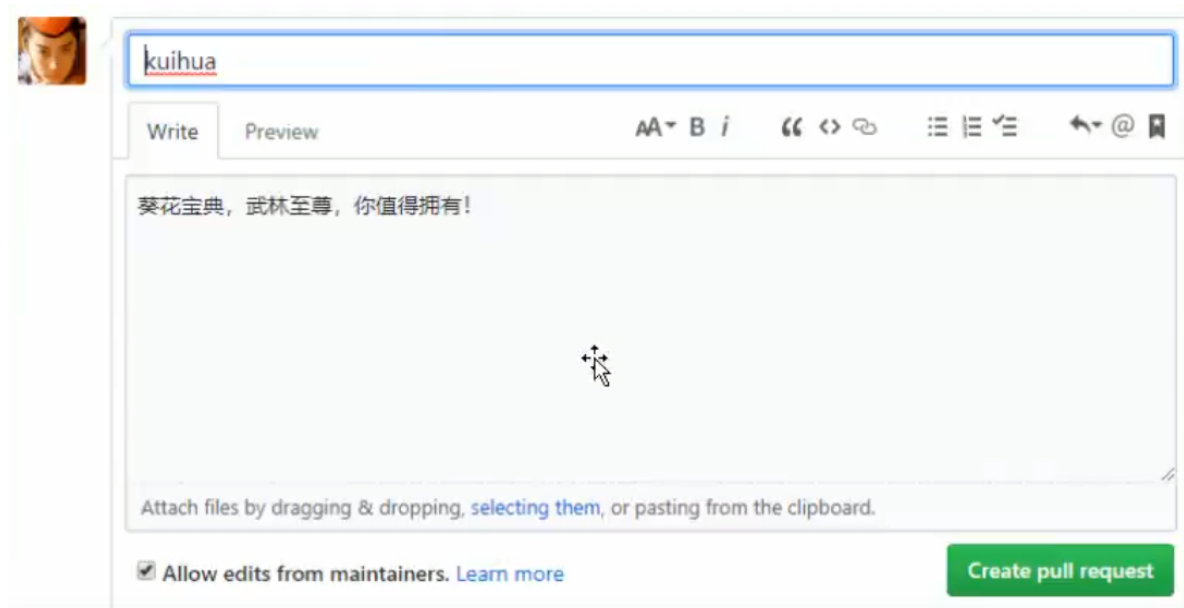 kuihua
Write Preview AA B i
葵花宝典，武林至尊，你值得拥有！
Attach files by dragging & dropping, selecting them, or pasting from the clipboard.
Allow edits from maintainers. Learn more
Create pull request